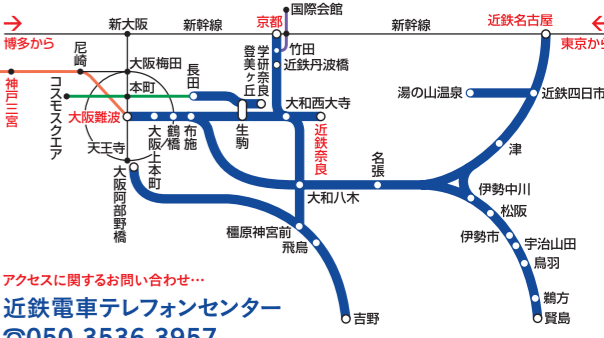 国際会館
新大阪
新幹線
京都
新幹線
近鉄名古屋
博多から
東京から
尼崎
大阪梅田
竹田
近鉄丹波橋
学研奈良
登美ヶ丘
長田
本町
神戸三宮
コスモスクエア
湯の山温泉
近鉄四日市
大和西大寺
大阪難波
大阪上本町
鶴橋
布施
生駒
近鉄奈良
天王寺
津
名張
大阪阿部野橋
大和八木
伊勢中川
松阪
橿原神宮前
伊勢市
宇治山田
飛鳥
鳥羽
鵜方
吉野
賢島
アクセスに関するお問い合わせ…
近鉄電車テレフォンセンター
☎050-3536-3957